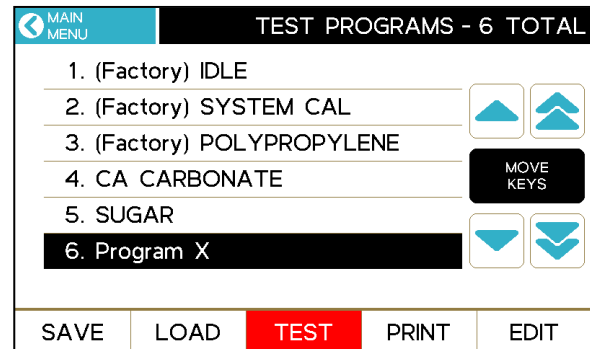 MAIN
MENU
TEST PROGRAMS - 6 TOTAL
1. (Factory) IDLE
2. (Factory) SYSTEM CAL
3. (Factory) POLYPROPYLENE
4. CA CARBONATE
5. SUGAR
6. Program X
MOVE
KEYS
SAVE LOAD TEST PRINT EDIT